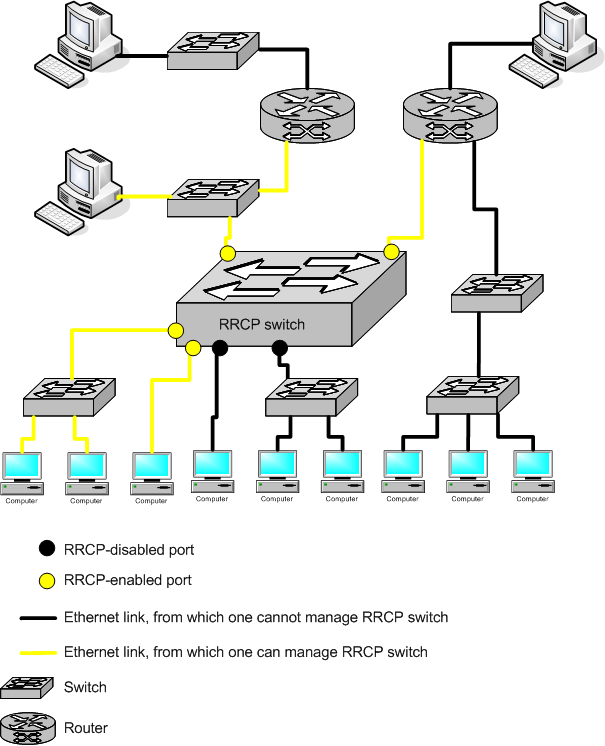 RRCP switch
Computer Computer Computer Computer Computer Computer Computer Computer Computer
RRCP-disabled port
RRCP-enabled port
Ethernet link, from which one cannot manage RRCP switch
Ethernet link, from which one can manage RRCP switch
Switch
Router